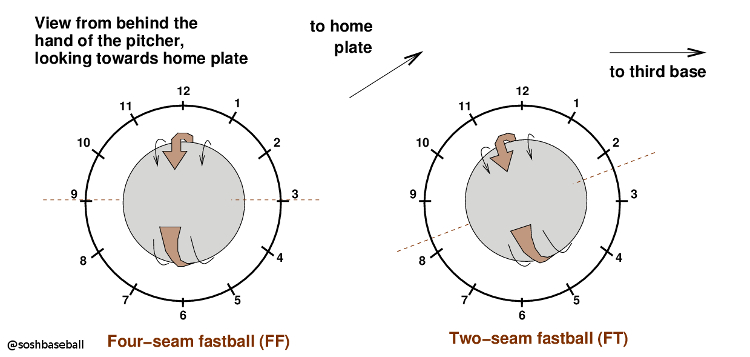 View from behind the
hand of the pitcher,
looking towards home plate
to home
plate
to third base
12
11
1
10
2
9
3
8
4
7
5
6
12
11
1
10
2
9
3
8
4
7
5
6
@soshbaseball
Four−seam fastball (FF)
Two−seam fastball (FT)